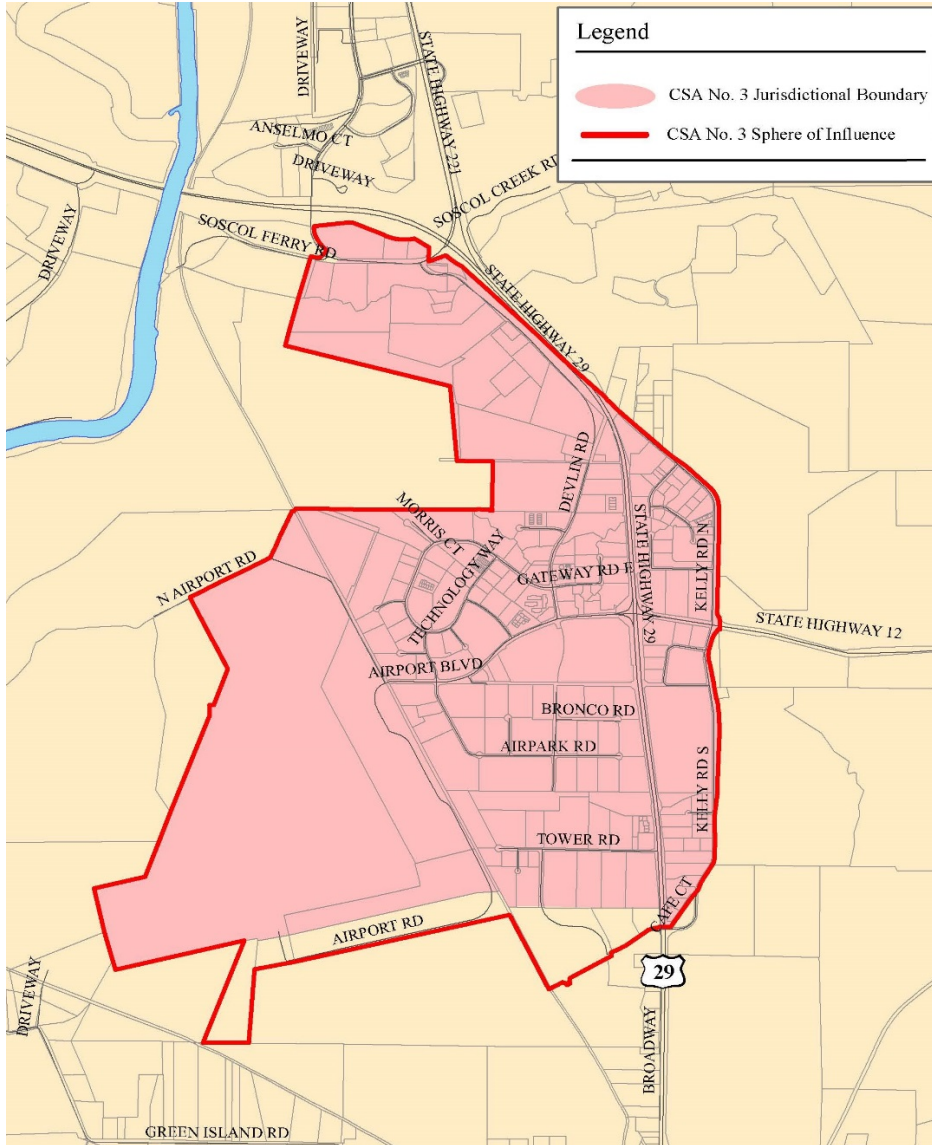 Legend
CSA No. 3 Jurisdictional Boundary
CSA No. 3 Sphere of Influence
DRIVEWAY
STATE HIGHWAY 221
ANSELMO CT
DRIVEWAY
SOSCOL CREEK RD
DRIVEWAY
SOSCOL FERRY RD
STATE HIGHWAY 29
DEVLIN RD
MORRIS CT
TECHNOLOGY WAY
STATE HIGHWAY 29
KELLY RD N
GATEWAY RD E
N AIRPORT RD
STATE HIGHWAY 12
AIRPORT BLVD
BRONCO RD
AIRPARK RD
KELLY RD S
TOWER RD
CAFE CT
AIRPORT RD
29
DRIVEWAY
BROADWAY
GREEN ISLAND RD